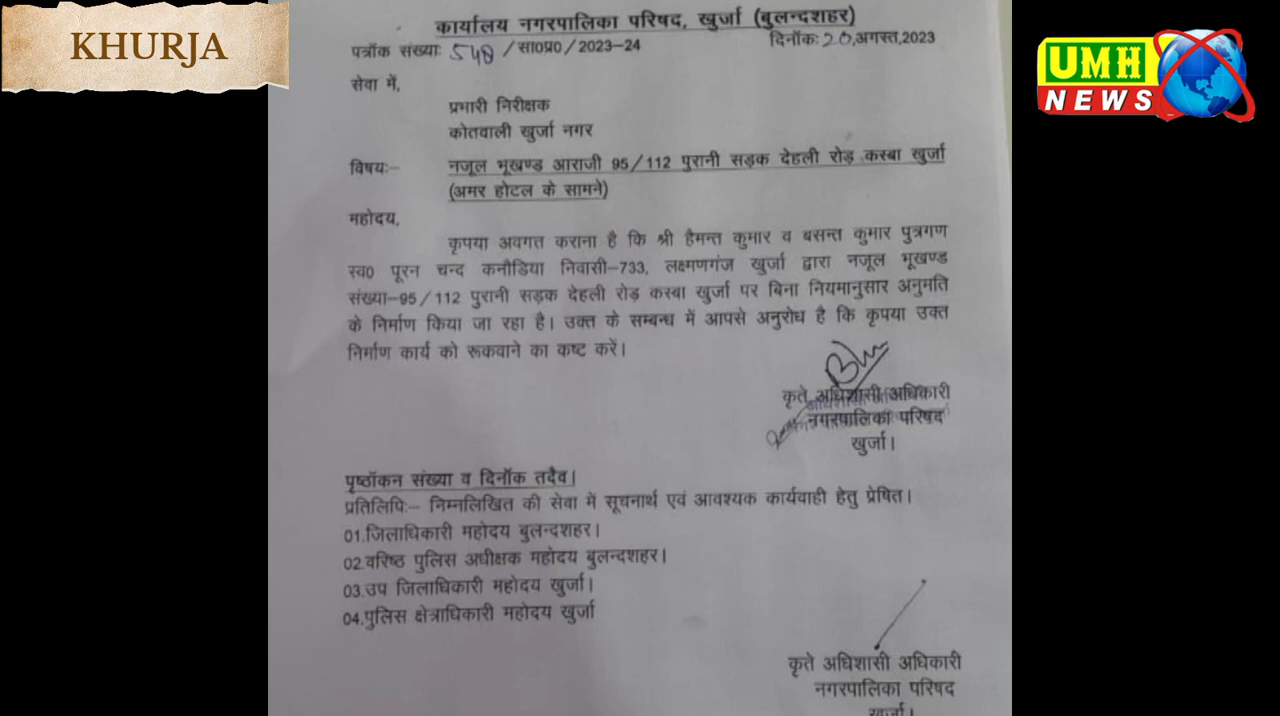 KHURJA
UMH
NEWS
कार्यालय नगरपालिका परिषद, खुर्जा (बुलन्दशहर)
पत्रॉक संख्याः 548 /सा0प्र0/2023-24 दिनॉकः20,अगस्त,2023
सेवा में,
प्रभारी निरीक्षक
कोतवाली खुर्जा नगर
विषयः– नजूल भूखण्ड आराजी 95/112 पुरानी सड़क देहली रोड़ कस्बा खुर्जा
(अमर होटल के सामने)
महोदय,
कृपया अवगत कराना है कि श्री हैमन्त कुमार व बसन्त कुमार पुत्रगण
स्व0 पूरन चन्द कनौडिया निवासी–733, लक्ष्मणगंज खुर्जा द्वारा नजूल भूखण्ड
संख्या–95/112 पुरानी सड़क देहली रोड़ कस्बा खुर्जा पर बिना नियमानुसार अनुमति
के निर्माण किया जा रहा है। उक्त के सम्बन्ध में आपसे अनुरोध है कि कृपया उक्त
निर्माण कार्य को रूकवाने का कष्ट करें।
कृते अधिशासी अधिकारी
नगरपालिका परिषद
खुर्जा।
पृष्ठॉकन संख्या व दिनॉक तदैव।
प्रतिलिपिः– निम्नलिखित की सेवा में सूचनार्थ एवं आवश्यक कार्यवाही हेतु प्रेषित।
01.जिलाधिकारी महोदय बुलन्दशहर।
02.वरिष्ठ पुलिस अधीक्षक महोदय बुलन्दशहर।
03.उप जिलाधिकारी महोदय खुर्जा।
04.पुलिस क्षेत्राधिकारी महोदय खुर्जा
कृते अधिशासी अधिकारी
नगरपालिका परिषद
खुर्जा।